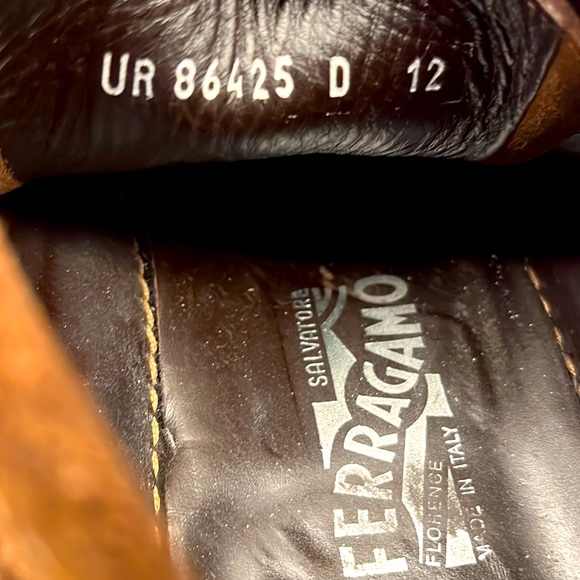 UR 86425 D 12
SALVATORE
FERRAGAMO
FLORENCE
MADE IN ITALY